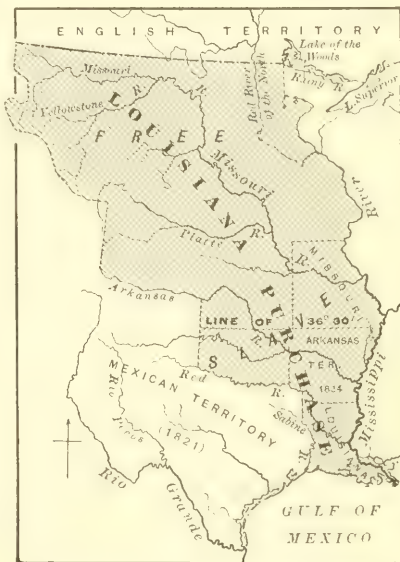 ENGLISH TERRITORY
Lake of the
Woods
Rainy R
L. Superior
Missouri
R
Yellowstone
R.
Red River
of the North
FREE
LOUISIANA PURCHASE
Missouri
R.
River
Platte R.
MISSOURI
Arkansas
R.
LINE OF 36°30'
ARKANSAS
TER
1834
SLAVE
Mississippi
LOUISIANA
MEXICAN TERRITORY
(1821)
Red R.
Sabine
R
Rio
Rio
Grande
GULF OF
MEXICO